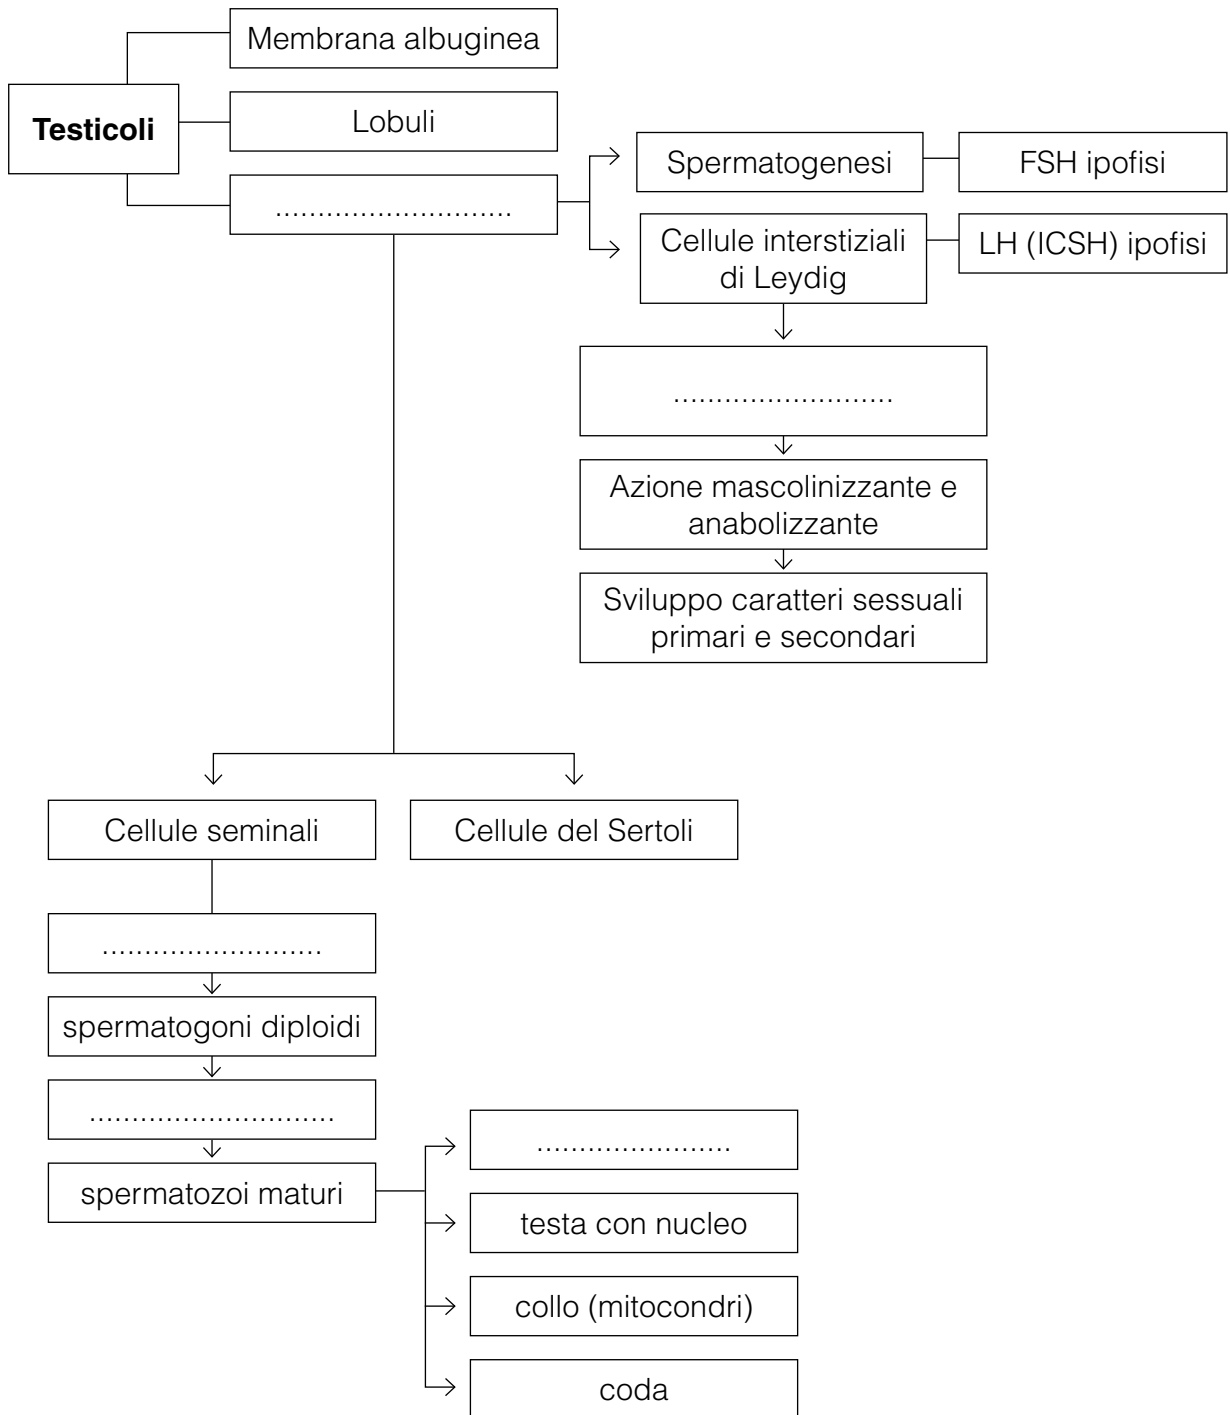 Membrana albuginea
Testicoli
Lobuli
............................
Spermatogenesi
FSH ipofisi
Cellule interstiziali
di Leydig
LH (ICSH) ipofisi
..........................
Azione mascolinizzante e
anabolizzante
Sviluppo caratteri sessuali
primari e secondari
Cellule seminali
Cellule del Sertoli
..........................
spermatogoni diploidi
.............................
spermatozoi maturi
.......................
testa con nucleo
collo (mitocondri)
coda